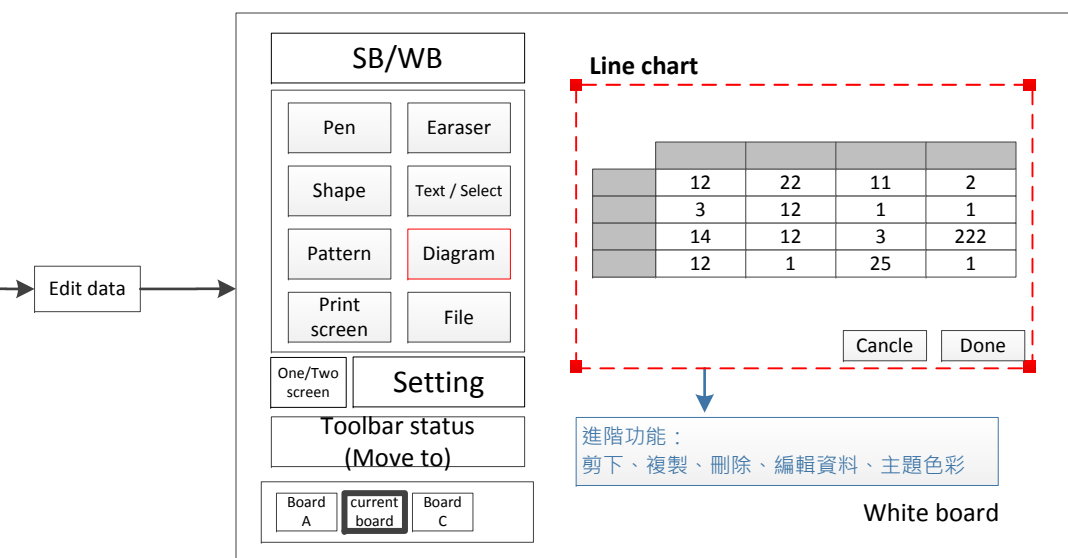 Edit data
SB/WB
Pen
Earaser
Shape
Text / Select
Pattern
Diagram
Print
screen
File
One/Two
screen
Setting
Toolbar status
(Move to)
Board
A
current
board
Board
C
Line chart
12 22 11 2
3 12 1 1
14 12 3 222
12 1 25 1
Cancle
Done
進階功能：
剪下、複製、刪除、編輯資料、主題色彩
White board